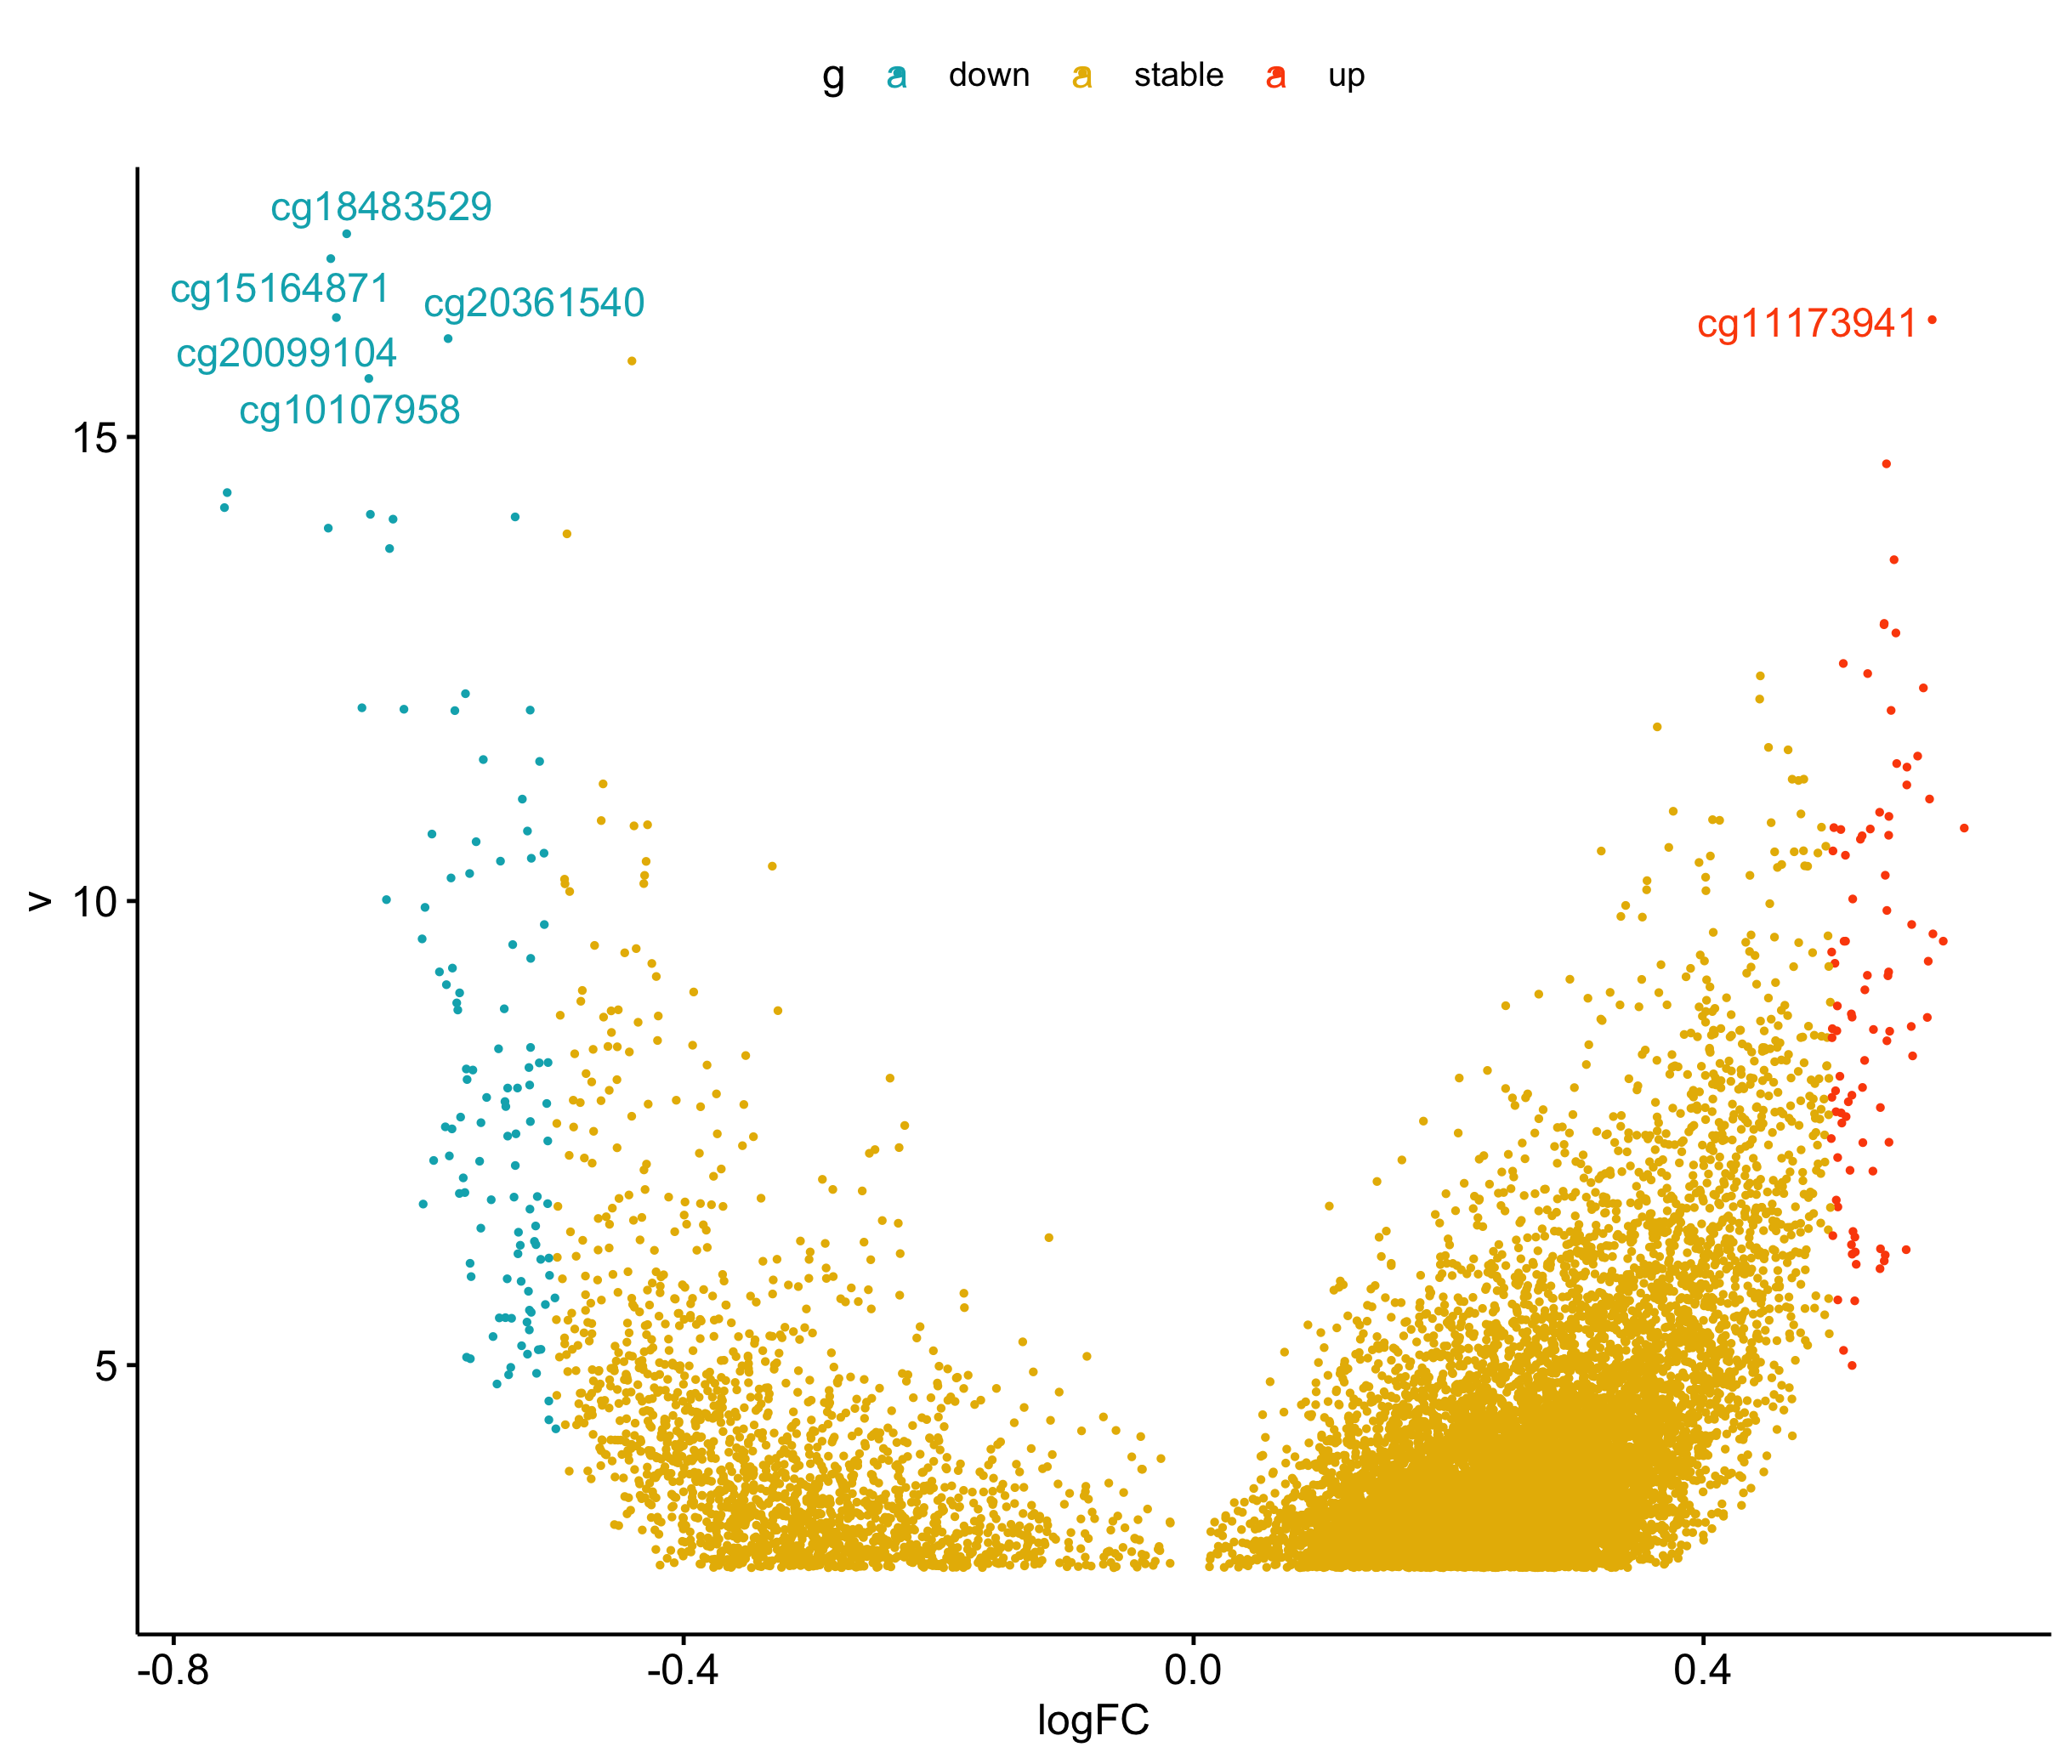 g a down a stable a up
cg18483529
cg15164871
cg20361540
cg11173941
cg20099104
cg10107958
15
10
5
v
-0.8 -0.4 0.0 0.4
logFC